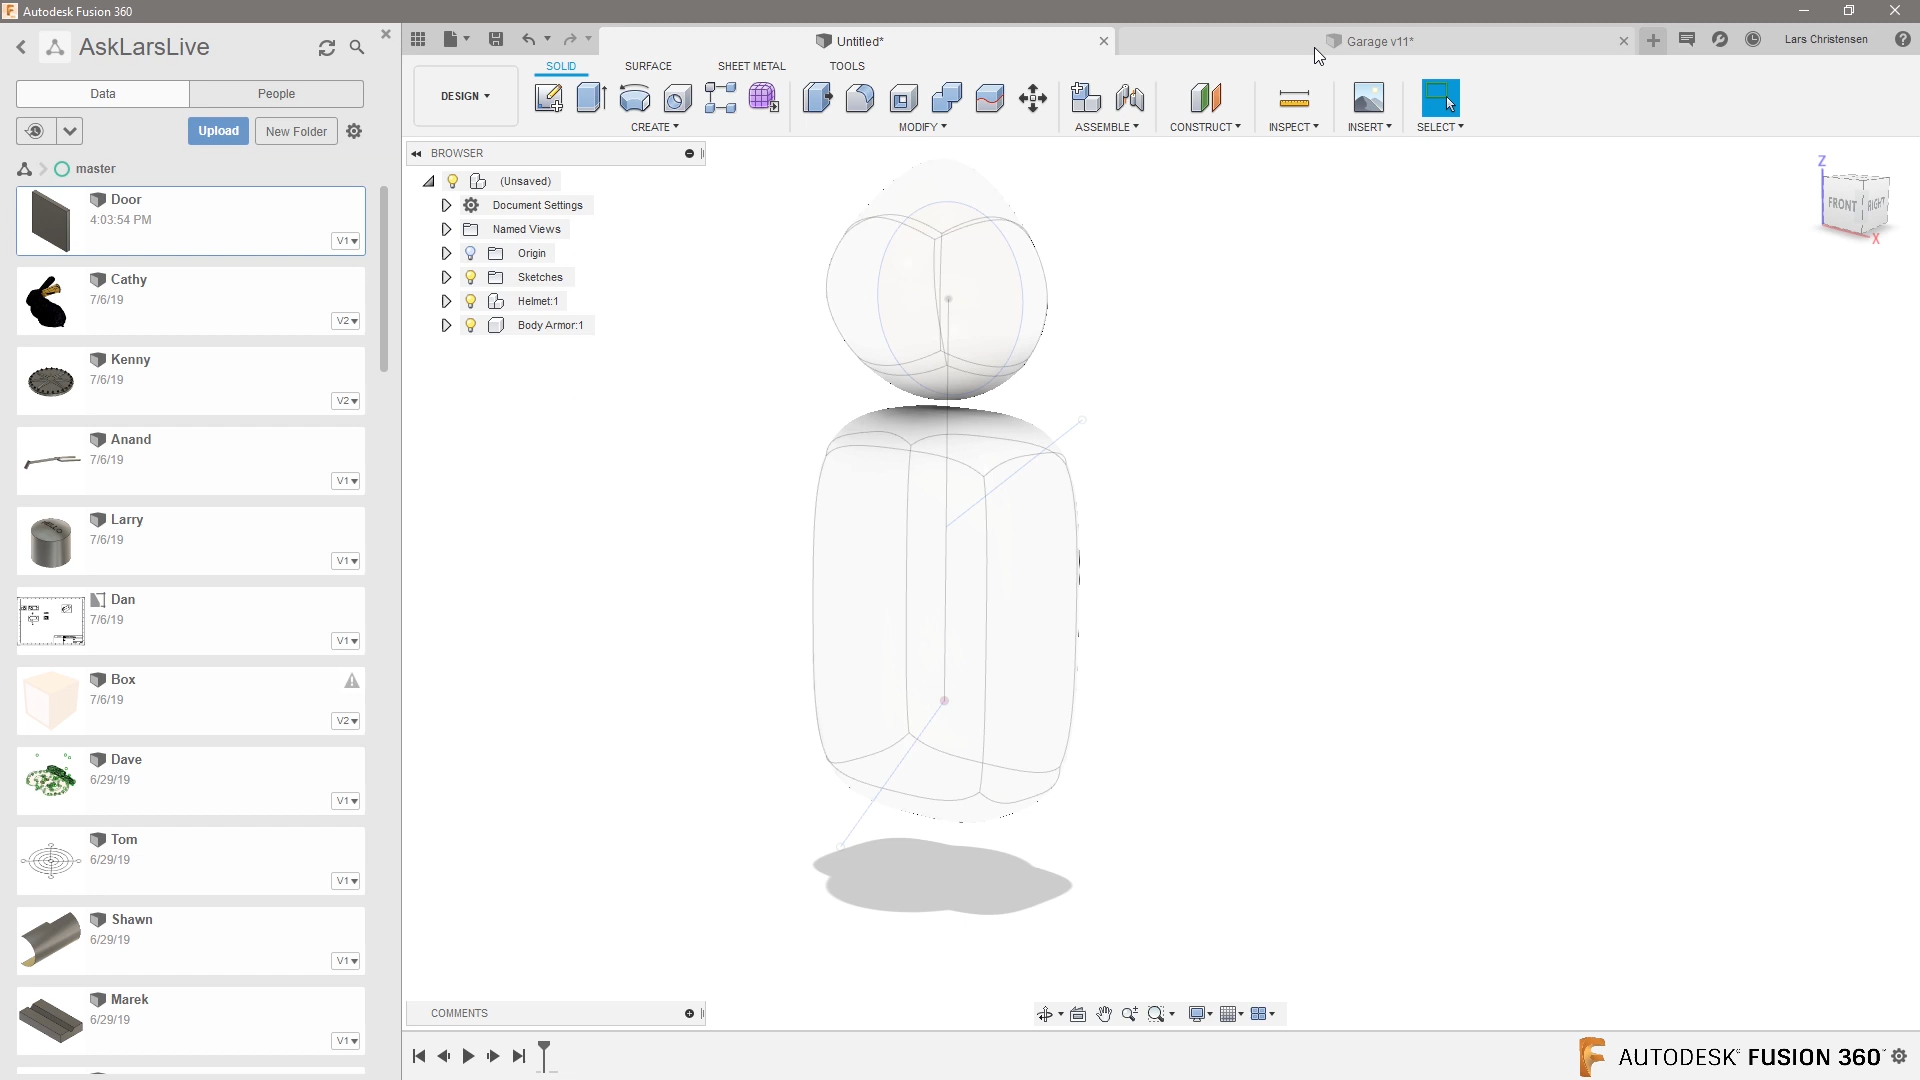 Autodesk Fusion 360
AskLarsLive
Untitled*
Garage v11*
Lars Christensen
SOLID
SURFACE
SHEET METAL
TOOLS
Data
People
DESIGN
CREATE
MODIFY
ASSEMBLE
CONSTRUCT
INSPECT
INSERT
SELECT
Upload
New Folder
master
BROWSER
(Unsaved)
Document Settings
Named Views
Origin
Sketches
Helmet:1
Body Armor:1
Z
FRONT
RIGHT
X
Door
4:03:54 PM
V1
Cathy
7/6/19
V2
Kenny
7/6/19
V2
Anand
7/6/19
V1
Larry
7/6/19
V1
HELLO
Dan
7/6/19
V1
Box
7/6/19
V2
Dave
6/29/19
V1
Tom
6/29/19
V1
Shawn
6/29/19
V1
Marek
6/29/19
V1
COMMENTS
AUTODESK FUSION 360